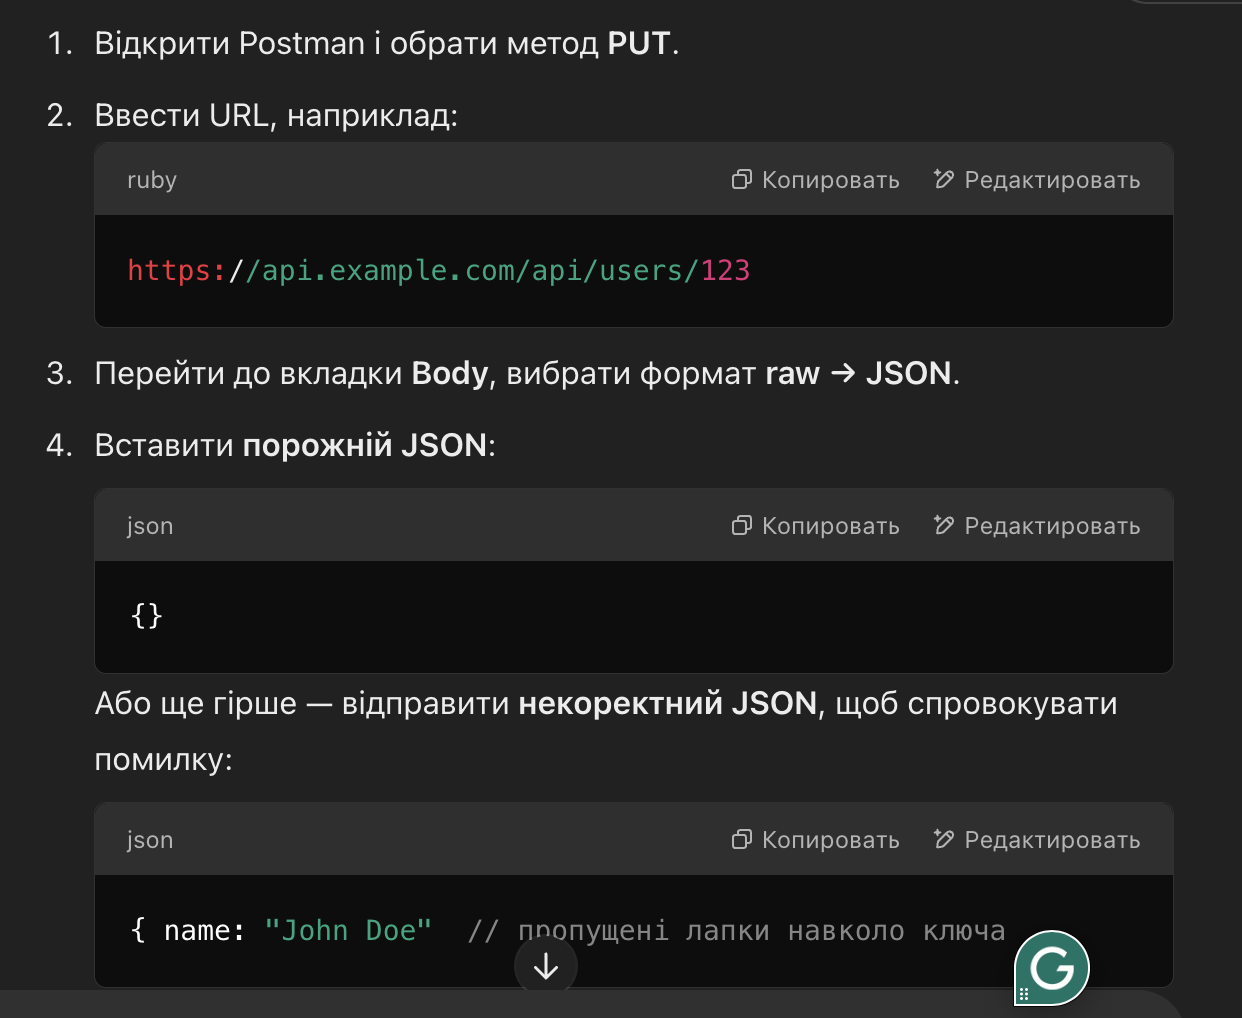 1. Відкрити Postman і обрати метод PUT.
2. Ввести URL, наприклад:
ruby Копировать Редактировать
https://api.example.com/api/users/123
3. Перейти до вкладки Body, вибрати формат raw → JSON.
4. Вставити порожній JSON:
json Копировать Редактировать
{}
Або ще гірше — відправити некоректний JSON, щоб спровокувати
помилку:
json Копировать Редактировать
{ name: "John Doe" // пропущені лапки навколо ключа
G